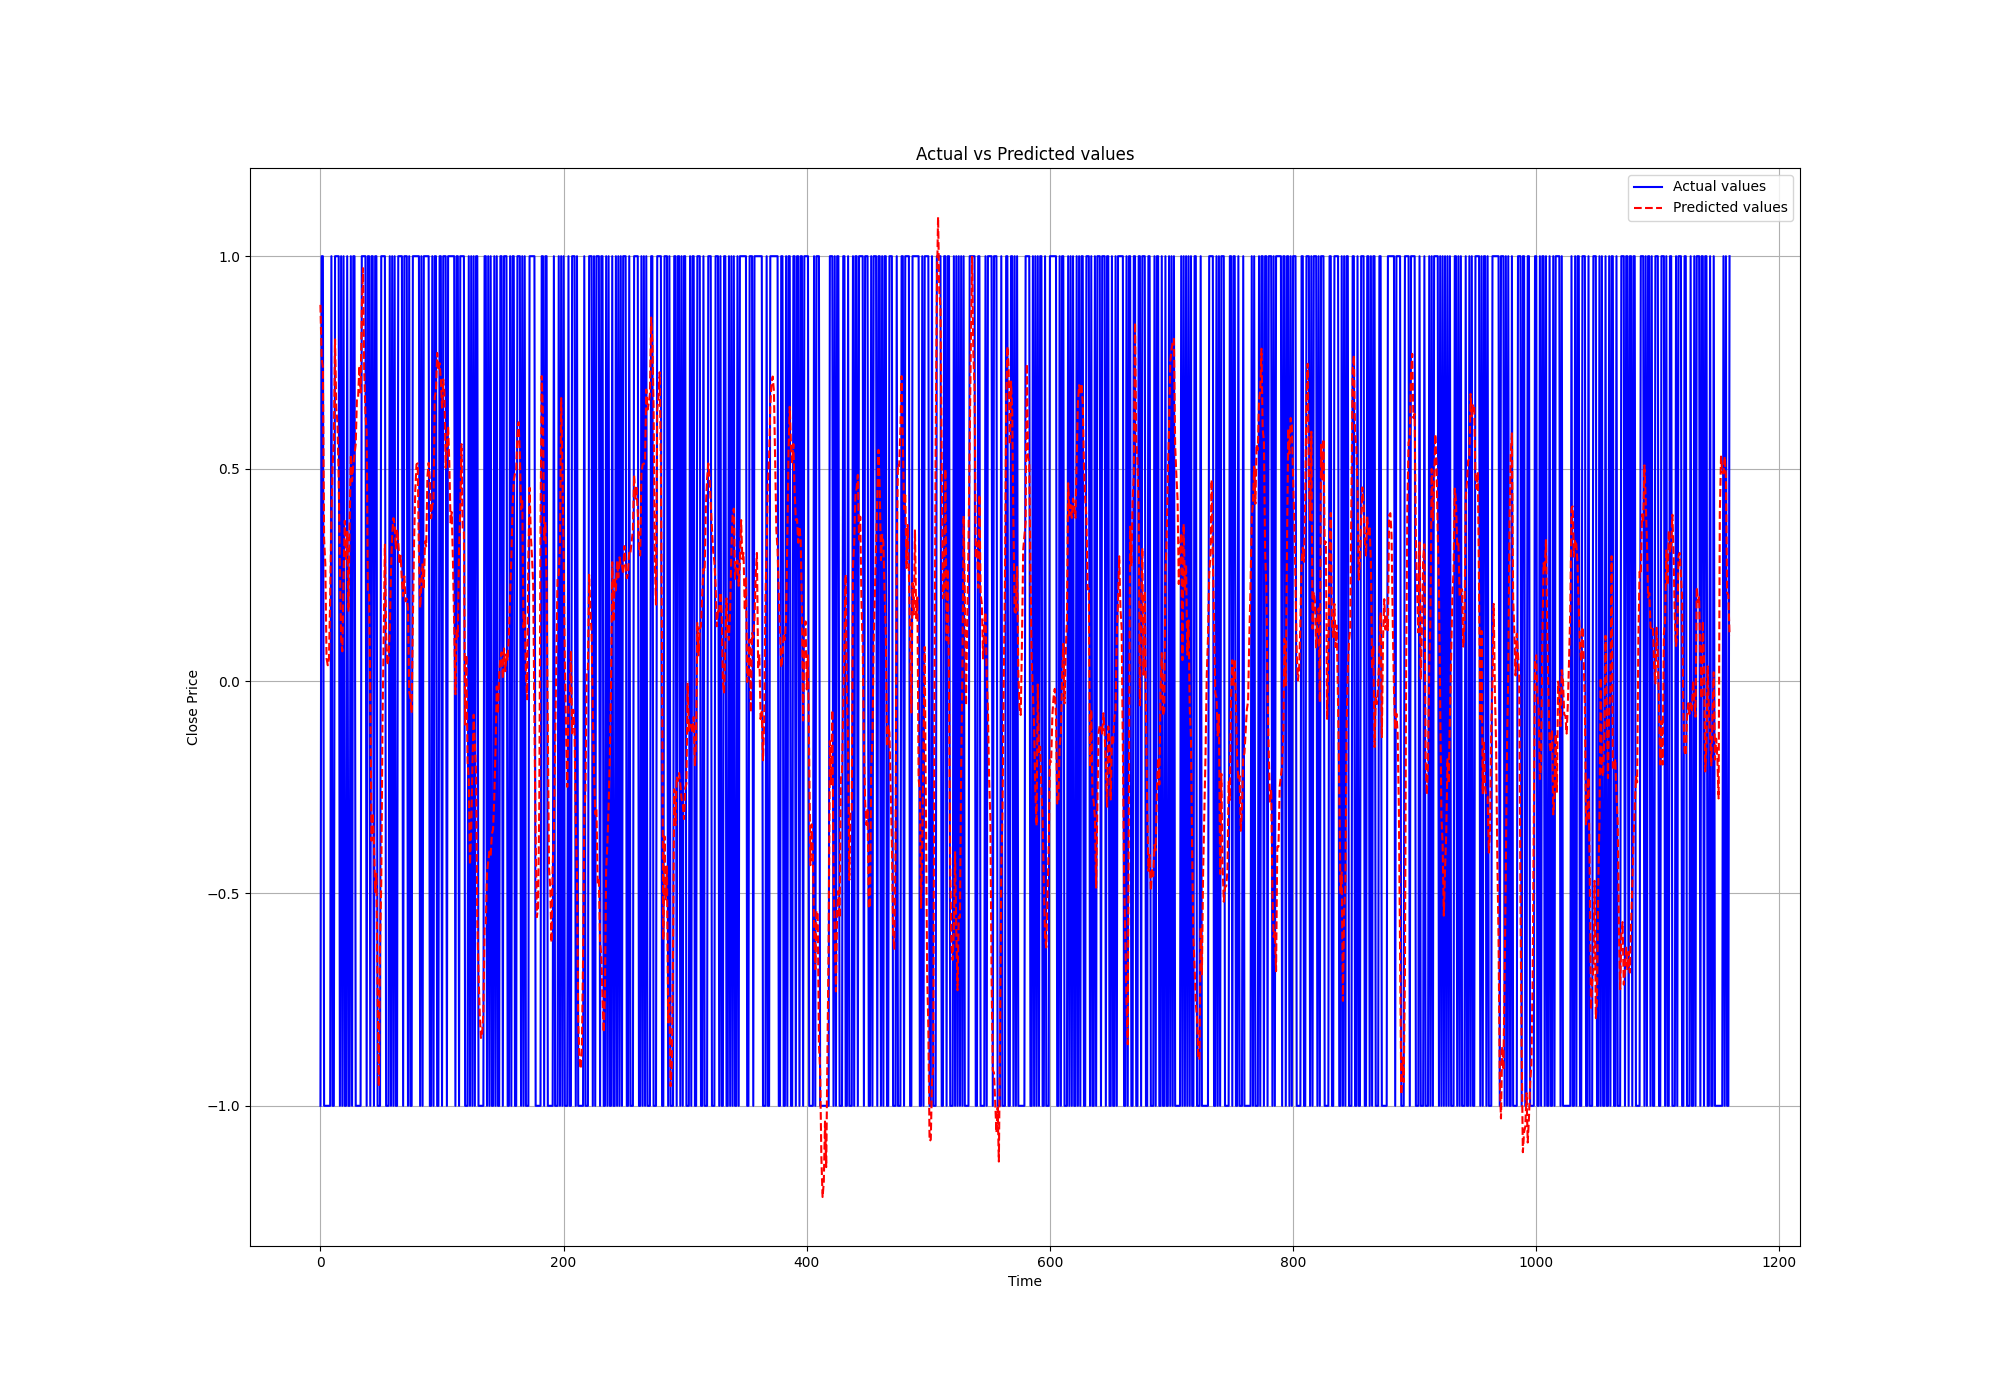 Actual vs Predicted values
Actual values
Predicted values
1.0
0.5
0.0
−0.5
−1.0
Close Price
0 200 400 600 800 1000 1200
Time